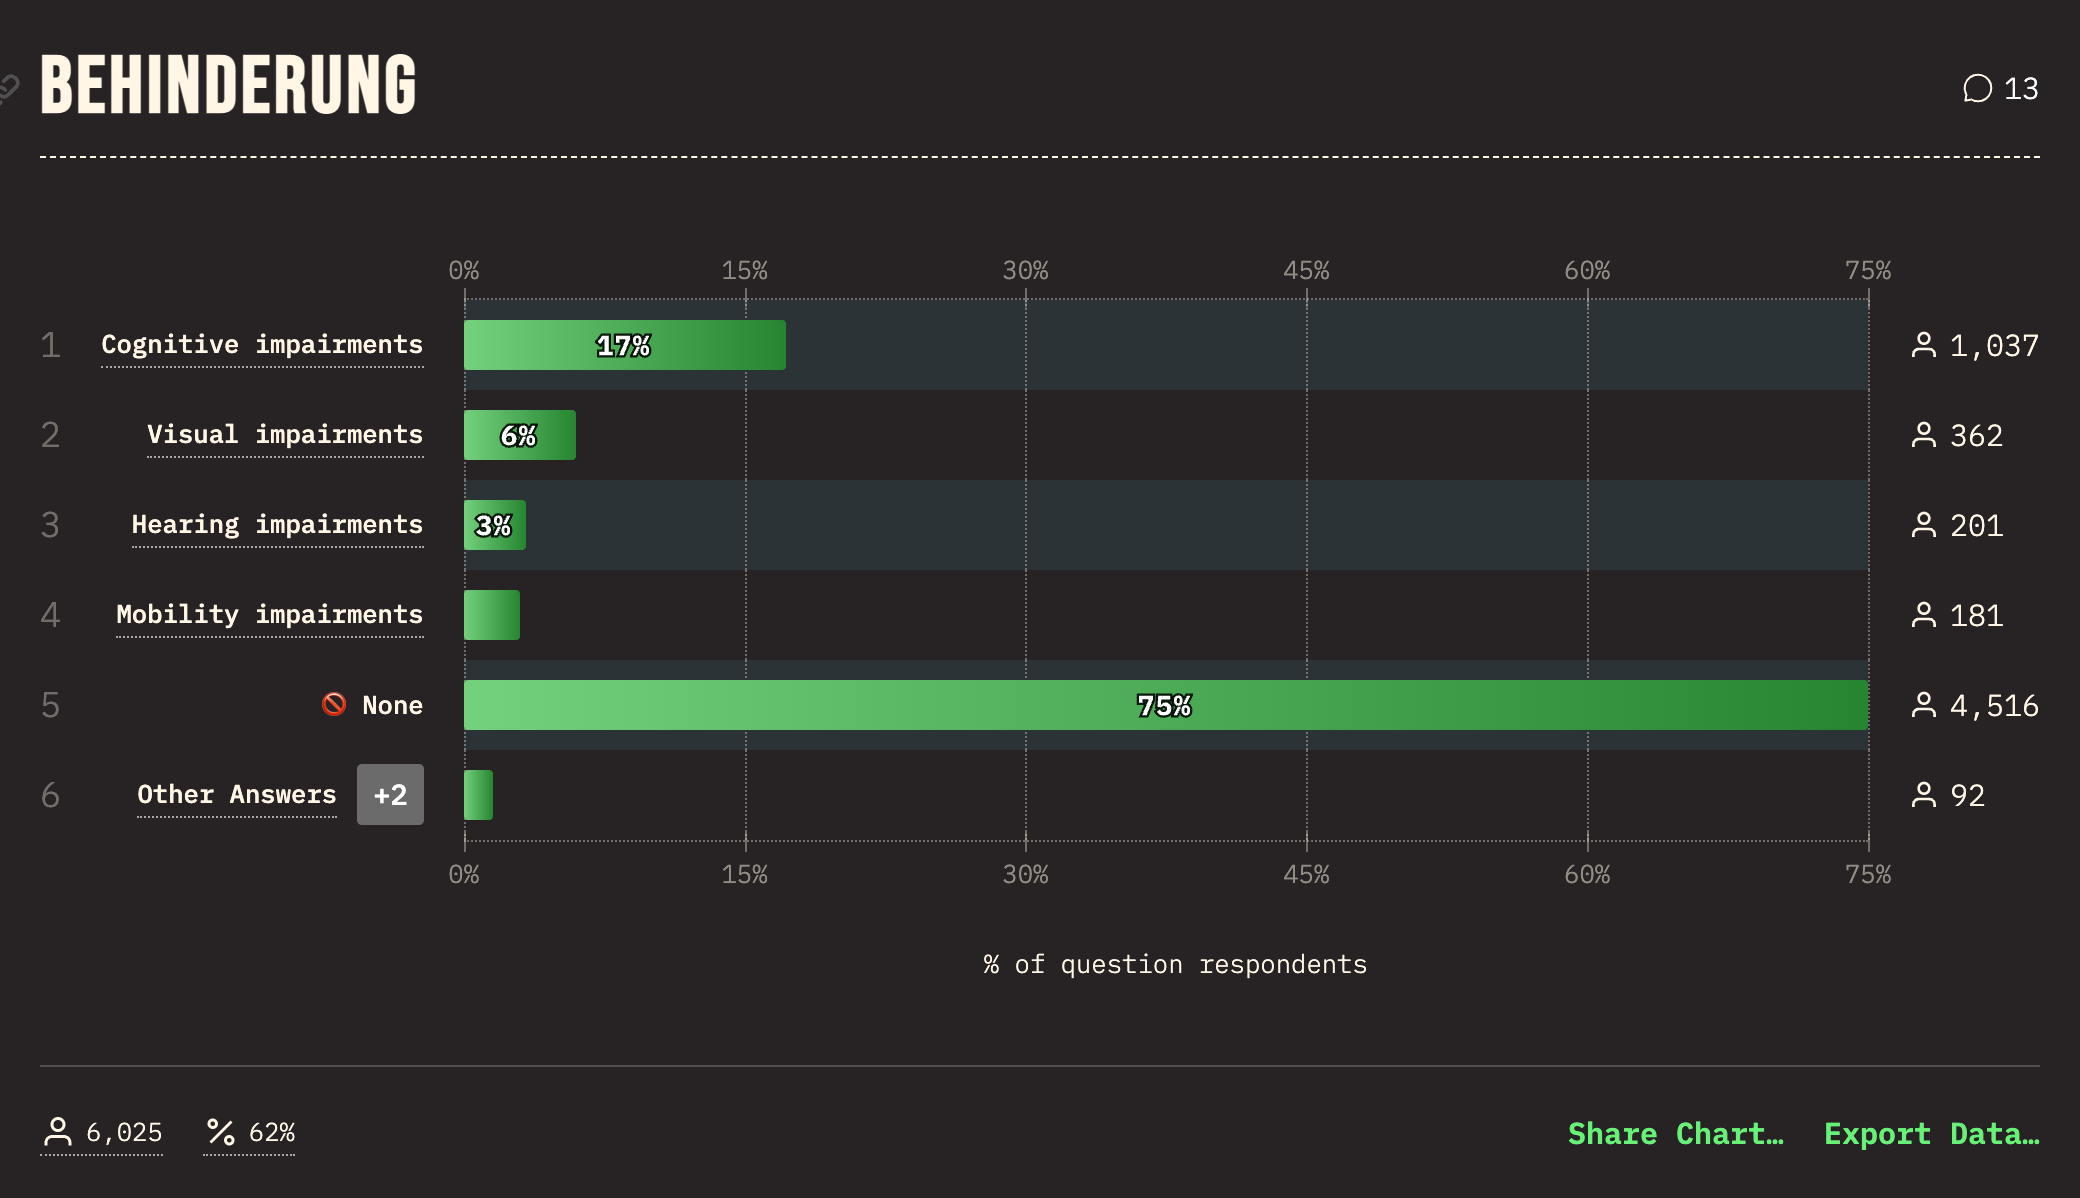 BEHINDERUNG
13
0% 15% 30% 45% 60% 75%
1 Cognitive impairments 17% 1,037
2 Visual impairments 6% 362
3 Hearing impairments 3% 201
4 Mobility impairments 181
5 None 75% 4,516
6 Other Answers +2 92
0% 15% 30% 45% 60% 75%
% of question respondents
6,025 62% Share Chart… Export Data…